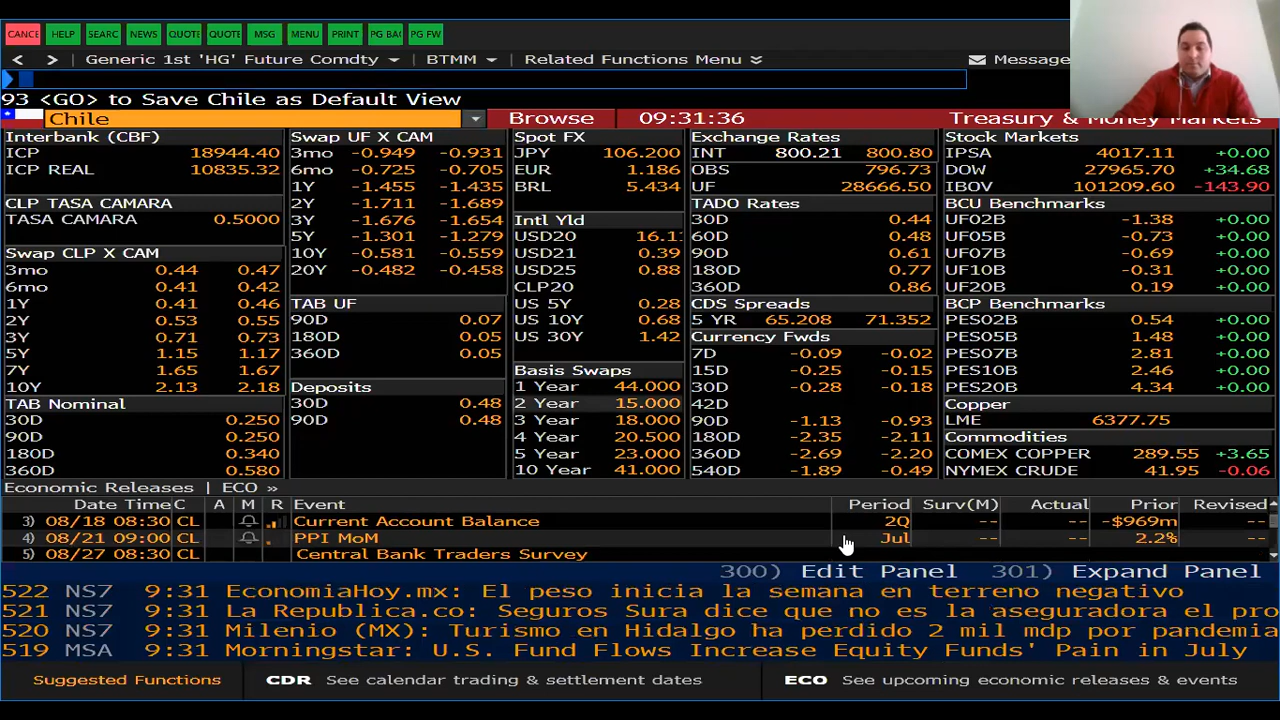 CANCE HELP SEARC NEWS QUOTE QUOTE MSG MENU PRINT PG BAC PG FW
< > Generic 1st 'HG' Future Comdty BTMM Related Functions Menu Message
93 <GO> to Save Chile as Default View
Chile Browse 09:31:36 Treasury & Money Markets
Interbank (CBF)
ICP 18944.40
ICP REAL 10835.32
CLP TASA CAMARA
TASA CAMARA 0.5000
Swap CLP X CAM
3mo 0.44 0.47
6mo 0.41 0.42
1Y 0.41 0.46
2Y 0.53 0.55
3Y 0.71 0.73
5Y 1.15 1.17
7Y 1.65 1.67
10Y 2.13 2.18
TAB Nominal
30D 0.250
90D 0.250
180D 0.340
360D 0.580
Swap UF X CAM
3mo -0.949 -0.931
6mo -0.725 -0.705
1Y -1.455 -1.435
2Y -1.711 -1.689
3Y -1.676 -1.654
5Y -1.301 -1.279
10Y -0.581 -0.559
20Y -0.482 -0.458
TAB UF
90D 0.07
180D 0.05
360D 0.05
Deposits
30D 0.48
90D 0.48
Spot FX
JPY 106.200
EUR 1.186
BRL 5.434
Intl Yld
USD20 16.1
USD21 0.39
USD25 0.88
CLP20
US 5Y 0.28
US 10Y 0.68
US 30Y 1.42
Basis Swaps
1 Year 44.000
2 Year 15.000
3 Year 18.000
4 Year 20.500
5 Year 23.000
10 Year 41.000
Exchange Rates
INT 800.21 800.80
OBS 796.73
UF 28666.50
TADO Rates
30D 0.44
60D 0.48
90D 0.61
180D 0.77
360D 0.86
CDS Spreads
5 YR 65.208 71.352
Currency Fwds
7D -0.09 -0.02
15D -0.25 -0.15
30D -0.28 -0.18
42D
90D -1.13 -0.93
180D -2.35 -2.11
360D -2.69 -2.20
540D -1.89 -0.49
Stock Markets
IPSA 4017.11 +0.00
DOW 27965.70 +34.68
IBOV 101209.60 -143.90
BCU Benchmarks
UF02B -1.38 +0.00
UF05B -0.73 +0.00
UF07B -0.69 +0.00
UF10B -0.31 +0.00
UF20B 0.19 +0.00
BCP Benchmarks
PES02B 0.54 +0.00
PES05B 1.48 +0.00
PES07B 2.81 +0.00
PES10B 2.46 +0.00
PES20B 4.34 +0.00
Copper
LME 6377.75
Commodities
COMEX COPPER 289.55 +3.65
NYMEX CRUDE 41.95 -0.06
Economic Releases | ECO »
Date Time C A M R Event Period Surv(M) Actual Prior Revised
3) 08/18 08:30 CL Current Account Balance 2Q -- -- -$969m --
4) 08/21 09:00 CL PPI MoM Jul -- -- 2.2% --
5) 08/27 08:30 CL Central Bank Traders Survey
300) Edit Panel 301) Expand Panel
522 NS7 9:31 EconomiaHoy.mx: El peso inicia la semana en terreno negativo
521 NS7 9:31 La Republica.co: Seguros Sura dice que no es la aseguradora el pro
520 NS7 9:31 Milenio (MX): Turismo en Hidalgo ha perdido 2 mil mdp por pandemia
519 MSA 9:31 Morningstar: U.S. Fund Flows Increase Equity Funds' Pain in July
Suggested Functions CDR See calendar trading & settlement dates ECO See upcoming economic releases & events